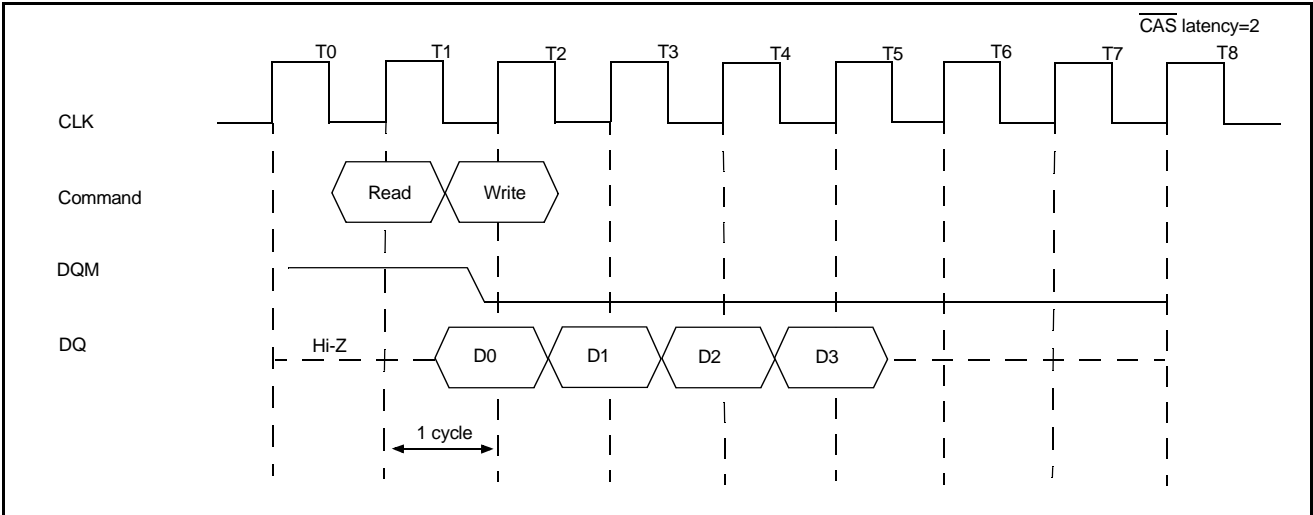 C̅A̅S̅ latency=2
T0 T1 T2 T3 T4 T5 T6 T7 T8
CLK
Command Read Write
DQM
DQ Hi-Z D0 D1 D2 D3
1 cycle